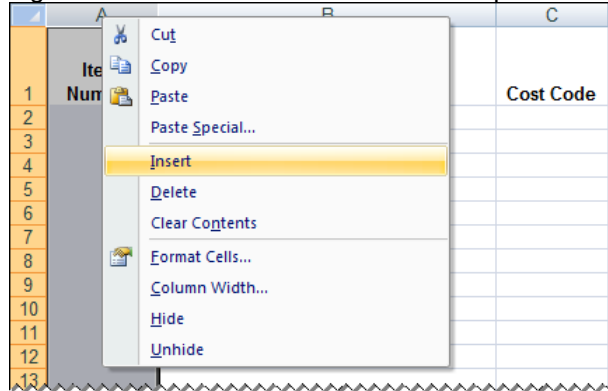 A B C
Ite
Num
Cost Code
1
2
3
4
5
6
7
8
9
10
11
12
13
Cut
Copy
Paste
Paste Special...
Insert
Delete
Clear Contents
Format Cells...
Column Width...
Hide
Unhide